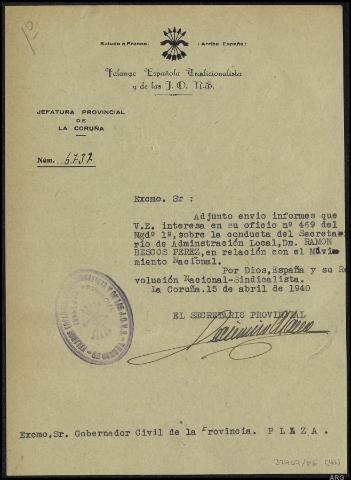 Saludo a Franco: ¡Arriba España!
Falange Española Tradicionalista
y de las J. O. N-S.
JEFATURA PROVINCIAL
DE
LA CORUÑA
Núm. 6737
Excmo. Sr:
Adjunto envio informes que
V.E. interesa en su oficio nº 469 del
Ngdº 1º, sobre la conducta del Secreta-
rio de Adminstración Local, Dn. RAMON
BESCOS PEREZ, en relación con el Movi-
miento Nacional.
Por Dios, España y su Re
volución Nacional-Sindicalista.
La Coruña. 15 de abril de 1940
EL SECRETARIO PROVINCIAL
Excmo. Sr. Gobernador Civil de la Provincia. P L A Z A .
ARG